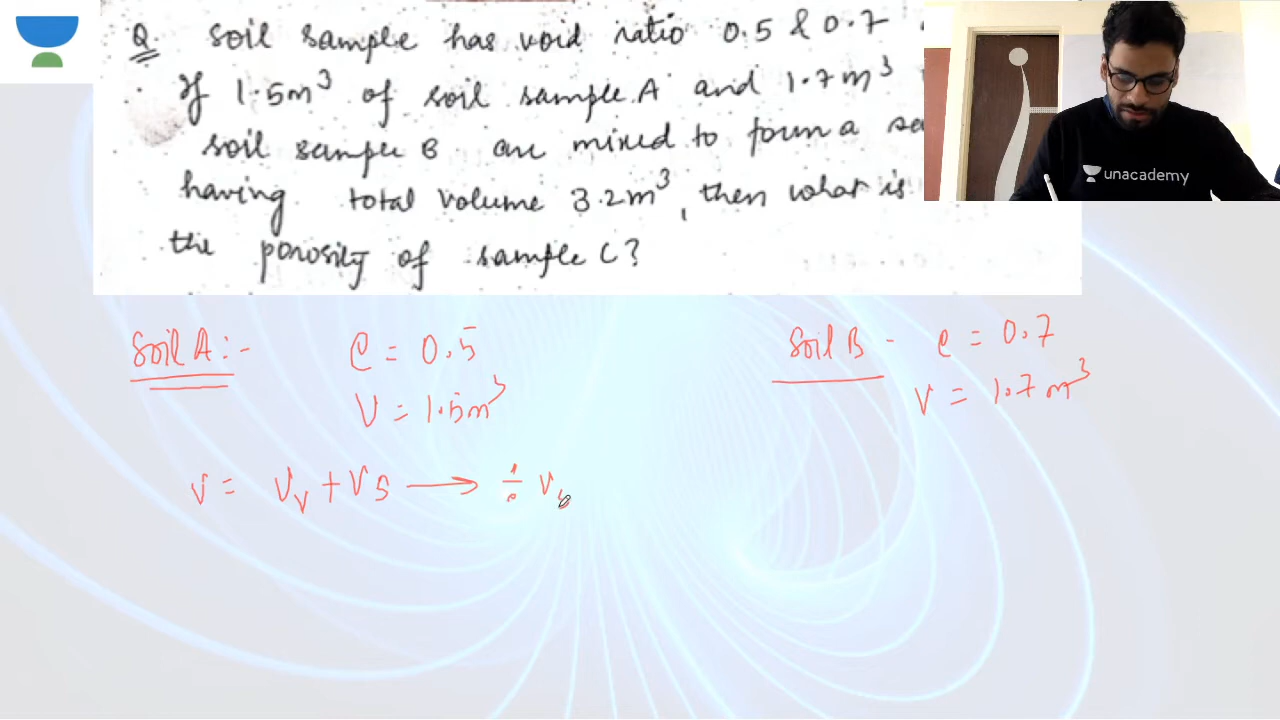 Q. Soil sample has void ratio 0.5 & 0.7
If 1.5m³ of soil sample A and 1.7m³
soil sample B are mixed to form a
having total volume 3.2m³, then what is
the porosity of sample C?
unacademy
Soil A:- e = 0.5
V = 1.5m³
Soil B - e = 0.7
V = 1.7m³
V = Vv + Vs → ÷ Vs